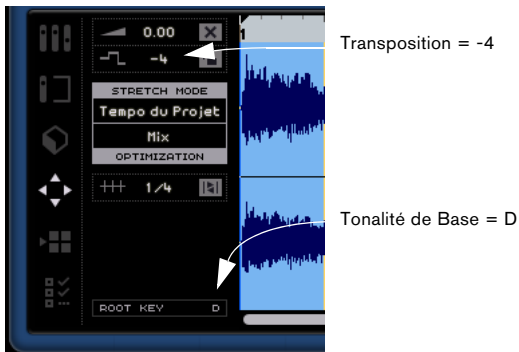 0.00
1
-4
Transposition = -4
STRETCH MODE
Tempo du Projet
Mix
OPTIMIZATION
1/4
Tonalité de Base = D
ROOT KEY D